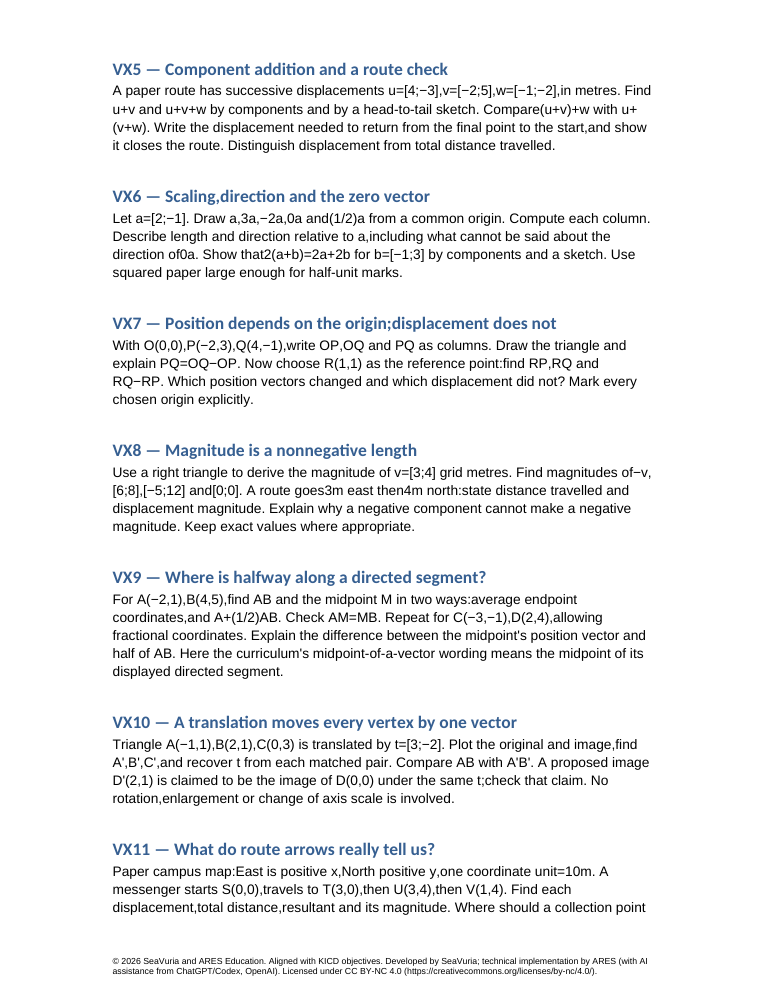 VX5 — Component addition and a route check
A paper route has successive displacements u=[4;−3],v=[−2;5],w=[−1;−2],in metres. Find
u+v and u+v+w by components and by a head-to-tail sketch. Compare(u+v)+w with u+
(v+w). Write the displacement needed to return from the final point to the start,and show
it closes the route. Distinguish displacement from total distance travelled.
VX6 — Scaling,direction and the zero vector
Let a=[2;−1]. Draw a,3a,−2a,0a and(1/2)a from a common origin. Compute each column.
Describe length and direction relative to a,including what cannot be said about the
direction of0a. Show that2(a+b)=2a+2b for b=[−1;3] by components and a sketch. Use
squared paper large enough for half-unit marks.
VX7 — Position depends on the origin;displacement does not
With O(0,0),P(−2,3),Q(4,−1),write OP,OQ and PQ as columns. Draw the triangle and
explain PQ=OQ−OP. Now choose R(1,1) as the reference point:find RP,RQ and
RQ−RP. Which position vectors changed and which displacement did not? Mark every
chosen origin explicitly.
VX8 — Magnitude is a nonnegative length
Use a right triangle to derive the magnitude of v=[3;4] grid metres. Find magnitudes of−v,
[6;8],[−5;12] and[0;0]. A route goes3m east then4m north:state distance travelled and
displacement magnitude. Explain why a negative component cannot make a negative
magnitude. Keep exact values where appropriate.
VX9 — Where is halfway along a directed segment?
For A(−2,1),B(4,5),find AB and the midpoint M in two ways:average endpoint
coordinates,and A+(1/2)AB. Check AM=MB. Repeat for C(−3,−1),D(2,4),allowing
fractional coordinates. Explain the difference between the midpoint's position vector and
half of AB. Here the curriculum's midpoint-of-a-vector wording means the midpoint of its
displayed directed segment.
VX10 — A translation moves every vertex by one vector
Triangle A(−1,1),B(2,1),C(0,3) is translated by t=[3;−2]. Plot the original and image,find
A',B',C',and recover t from each matched pair. Compare AB with A'B'. A proposed image
D'(2,1) is claimed to be the image of D(0,0) under the same t;check that claim. No
rotation,enlargement or change of axis scale is involved.
VX11 — What do route arrows really tell us?
Paper campus map:East is positive x,North positive y,one coordinate unit=10m. A
messenger starts S(0,0),travels to T(3,0),then U(3,4),then V(1,4). Find each
displacement,total distance,resultant and its magnitude. Where should a collection point
© 2026 SeaVuria and ARES Education. Aligned with KICD objectives. Developed by SeaVuria; technical implementation by ARES (with AI
assistance from ChatGPT/Codex, OpenAI). Licensed under CC BY-NC 4.0 (https://creativecommons.org/licenses/by-nc/4.0/).